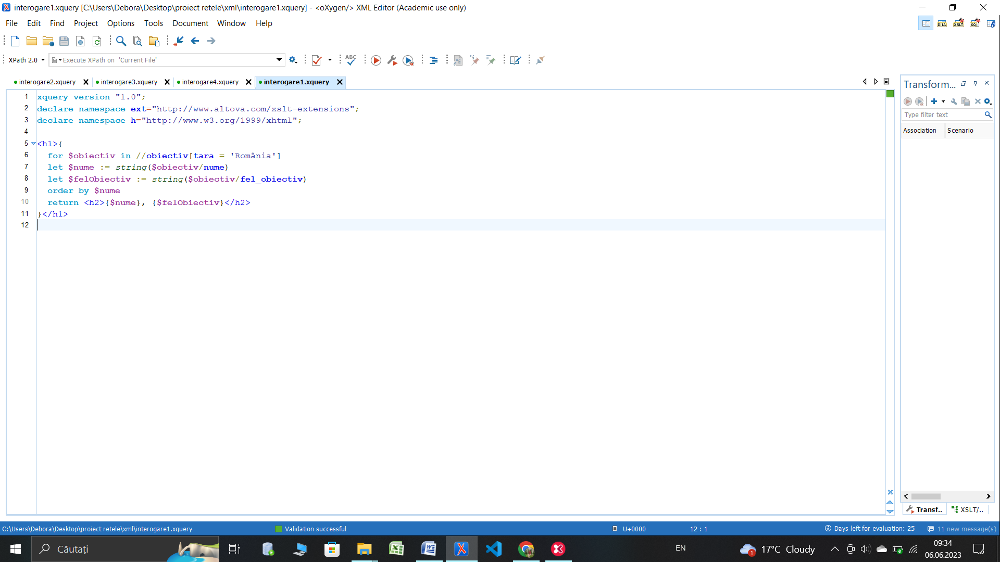 interogare1.xquery [C:\Users\Debora\Desktop\proiect retele\xml\interogare1.xquery] - <oXygen/> XML Editor (Academic use only)
File Edit Find Project Options Tools Document Window Help
DITA XSLT XQ
XPath 2.0 Execute XPath on 'Current File' ABC
interogare2.xquery interogare3.xquery interogare4.xquery interogare1.xquery
Transform...
Type filter text
Association Scenario
1 xquery version "1.0";
2 declare namespace ext="http://www.altova.com/xslt-extensions";
3 declare namespace h="http://www.w3.org/1999/xhtml";
4
5 <h1>{
6 for $obiectiv in //obiectiv[tara = 'România']
7 let $nume := string($obiectiv/nume)
8 let $felObiectiv := string($obiectiv/fel_obiectiv)
9 order by $nume
10 return <h2>{$nume}, {$felObiectiv}</h2>
11 }</h1>
12
Transf.. XSLT/..
C:\Users\Debora\Desktop\proiect retele\xml\interogare1.xquery Validation successful U+0000 12 : 1 Days left for evaluation: 25 11 new message(s)
Căutați EN 1 17°C Cloudy 09:34
06.06.2023